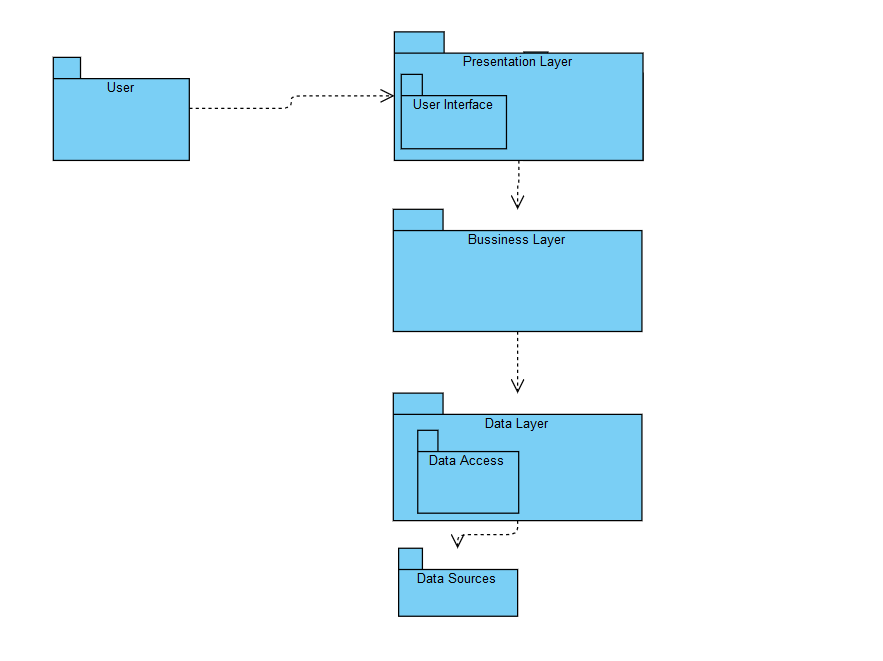 User
Presentation Layer
User Interface
Bussiness Layer
Data Layer
Data Access
Data Sources